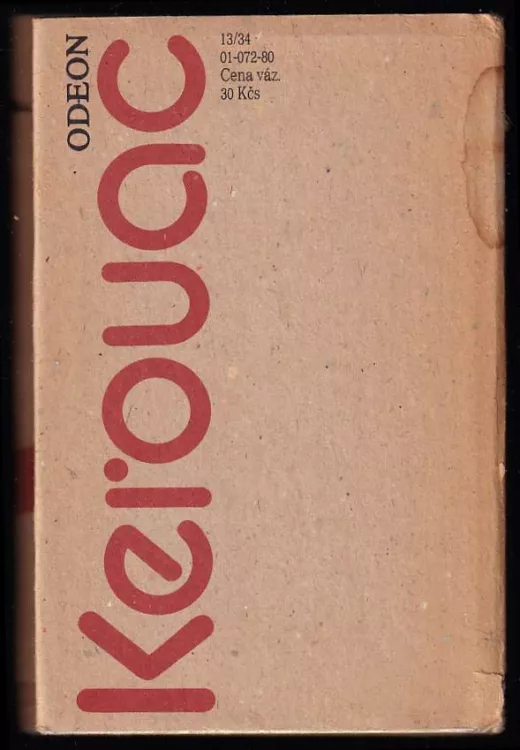 ODEON
Kerouac
13/34
01-072-80
Cena váz.
30 Kčs